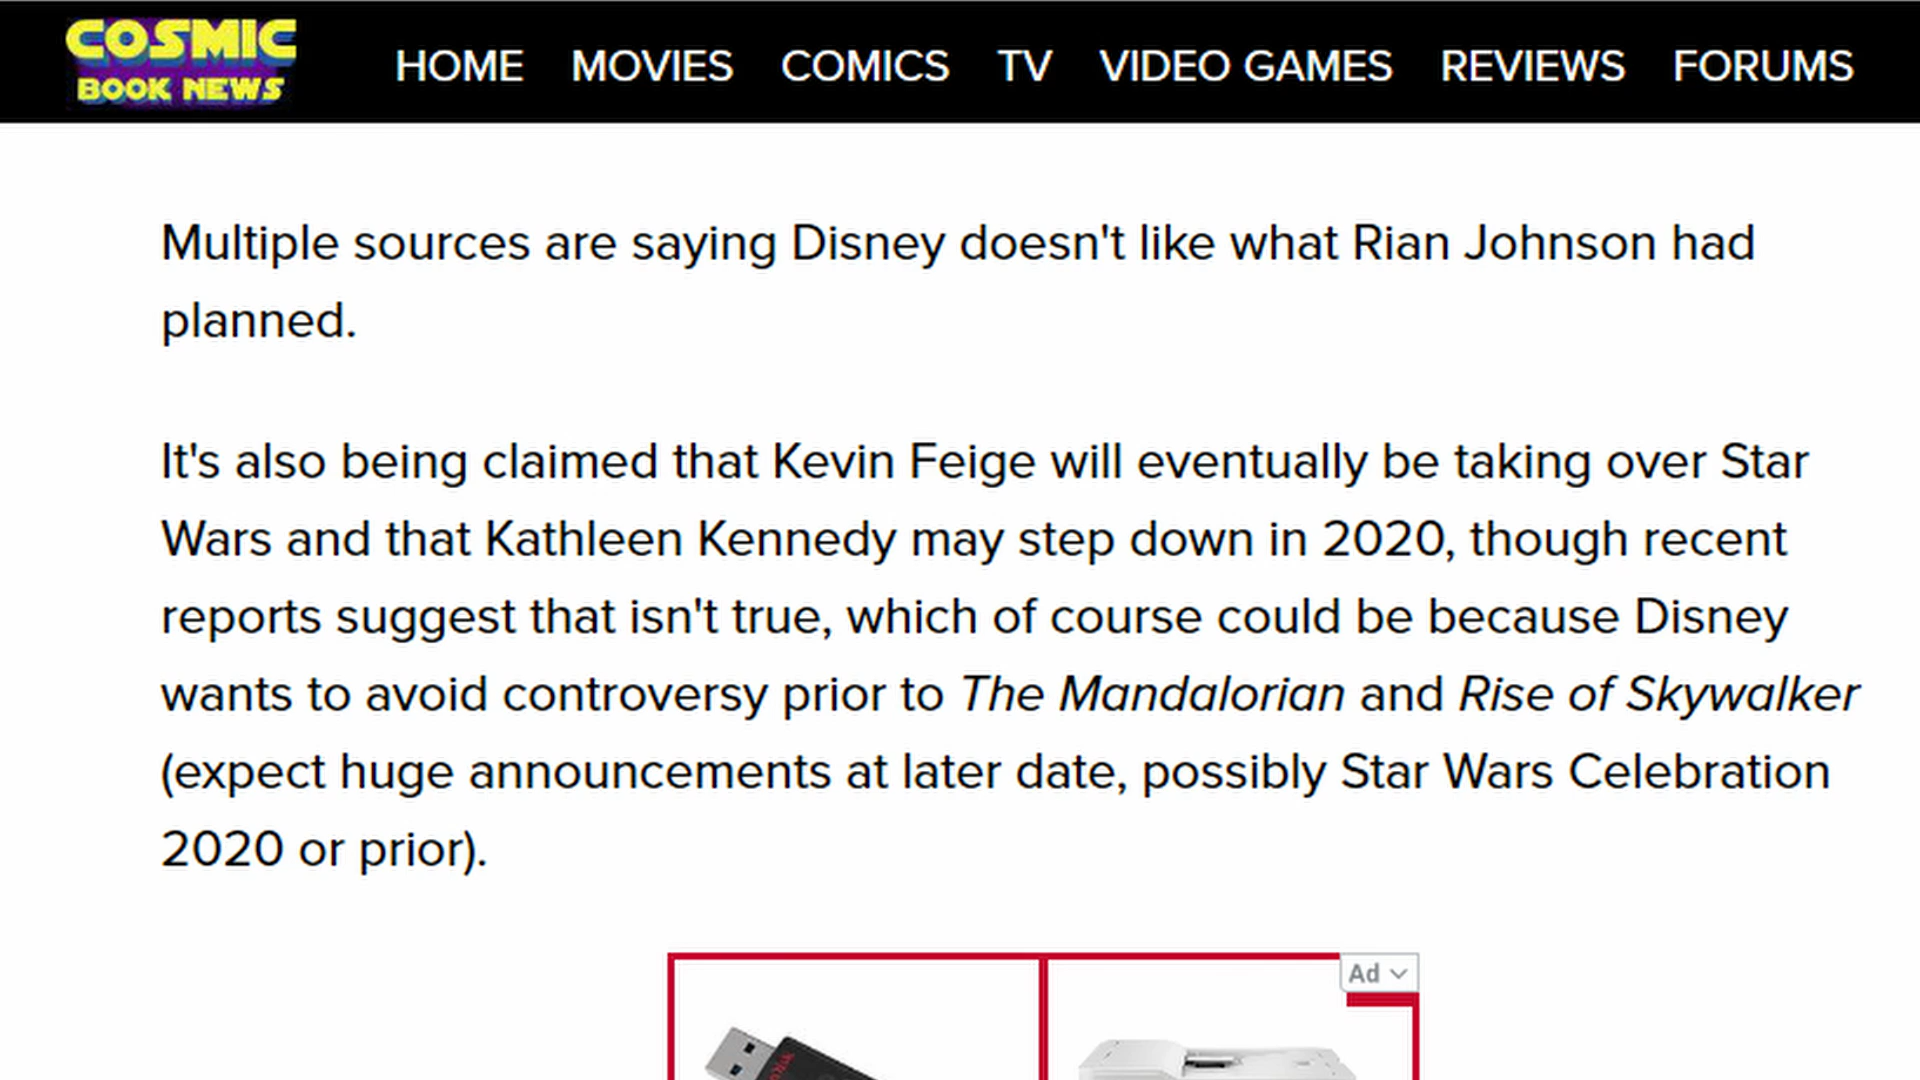 COSMIC
BOOK NEWS
HOME MOVIES COMICS TV VIDEO GAMES REVIEWS FORUMS
Multiple sources are saying Disney doesn't like what Rian Johnson had
planned.
It's also being claimed that Kevin Feige will eventually be taking over Star
Wars and that Kathleen Kennedy may step down in 2020, though recent
reports suggest that isn't true, which of course could be because Disney
wants to avoid controversy prior to The Mandalorian and Rise of Skywalker
(expect huge announcements at later date, possibly Star Wars Celebration
2020 or prior).
Ad